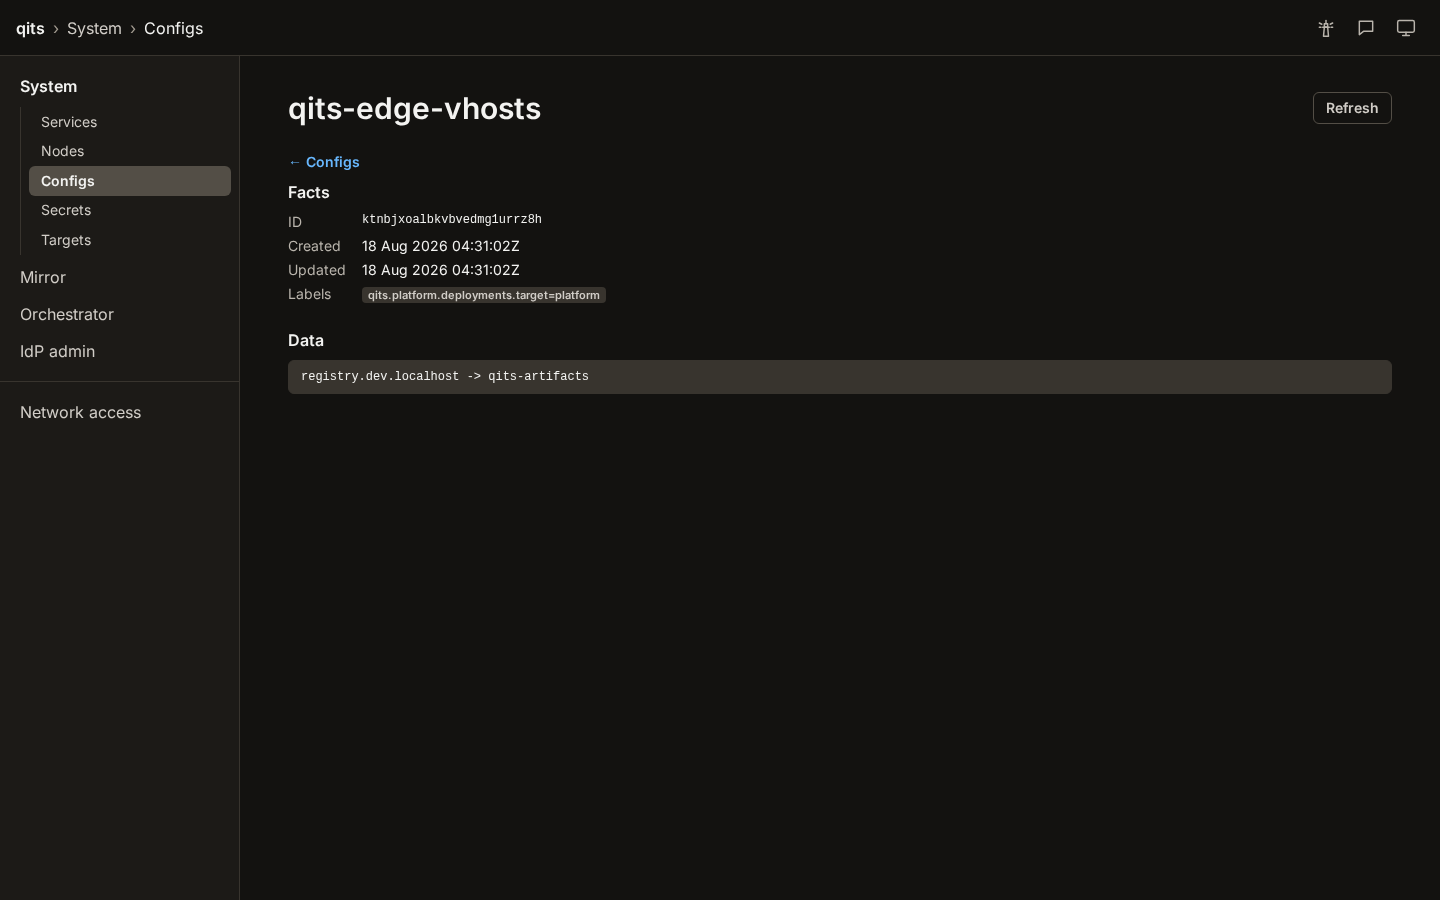 qits › System › Configs
System
Services
Nodes
Configs
Secrets
Targets
Mirror
Orchestrator
IdP admin
Network access
qits-edge-vhosts
Refresh
← Configs
Facts
ID ktnbjxoalbkvbvedmg1urrz8h
Created 18 Aug 2026 04:31:02Z
Updated 18 Aug 2026 04:31:02Z
Labels qits.platform.deployments.target=platform
Data
registry.dev.localhost -> qits-artifacts